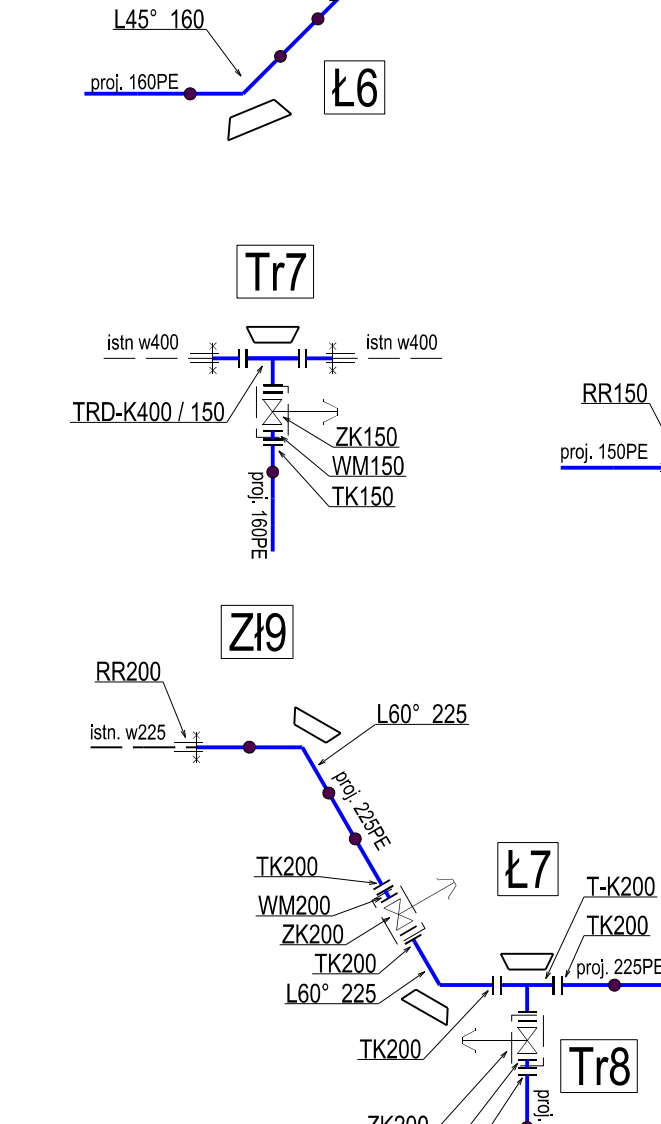 L45° 160
proj. 160PE
Ł6
Tr7
istn w400
istn w400
TRD-K400 / 150
ZK150
WM150
TK150
proj. 160PE
RR150
proj. 150PE
Zł9
RR200
istn. w225
L60° 225
proj. 225PE
TK200
WM200
ZK200
TK200
L60° 225
Ł7
T-K200
TK200
proj. 225PE
TK200
Tr8
proj.
ZK200